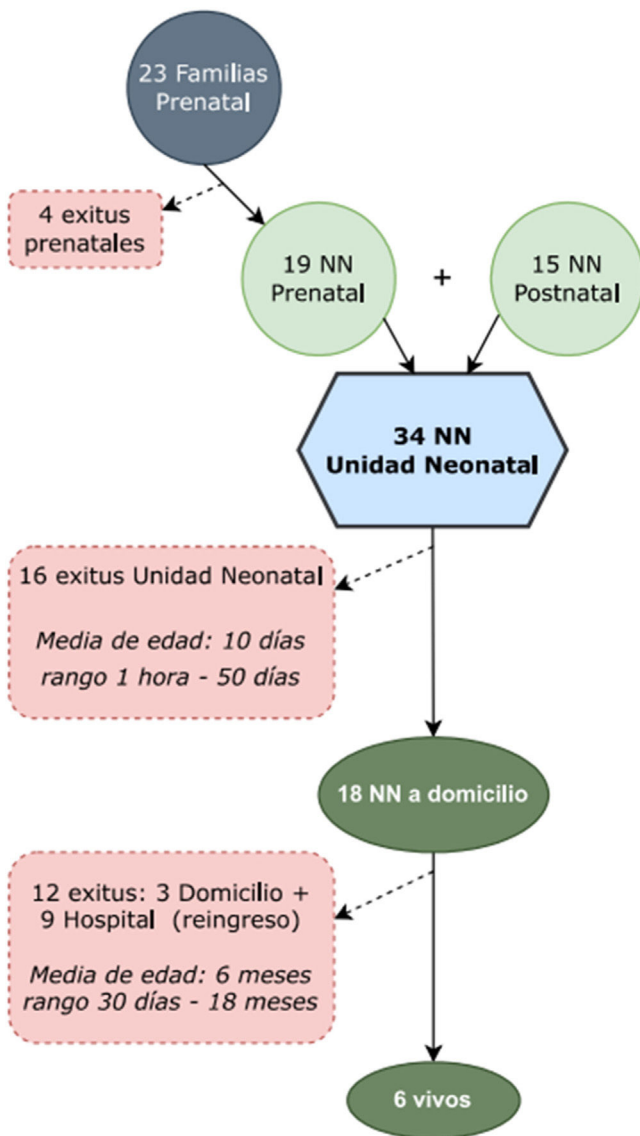 23 Familias
Prenatal
4 exitus
prenatales
19 NN
Prenatal
+
15 NN
Postnatal
34 NN
Unidad Neonatal
16 exitus Unidad Neonatal
Media de edad: 10 días
rango 1 hora - 50 días
18 NN a domicilio
12 exitus: 3 Domicilio +
9 Hospital (reingreso)
Media de edad: 6 meses
rango 30 días - 18 meses
6 vivos